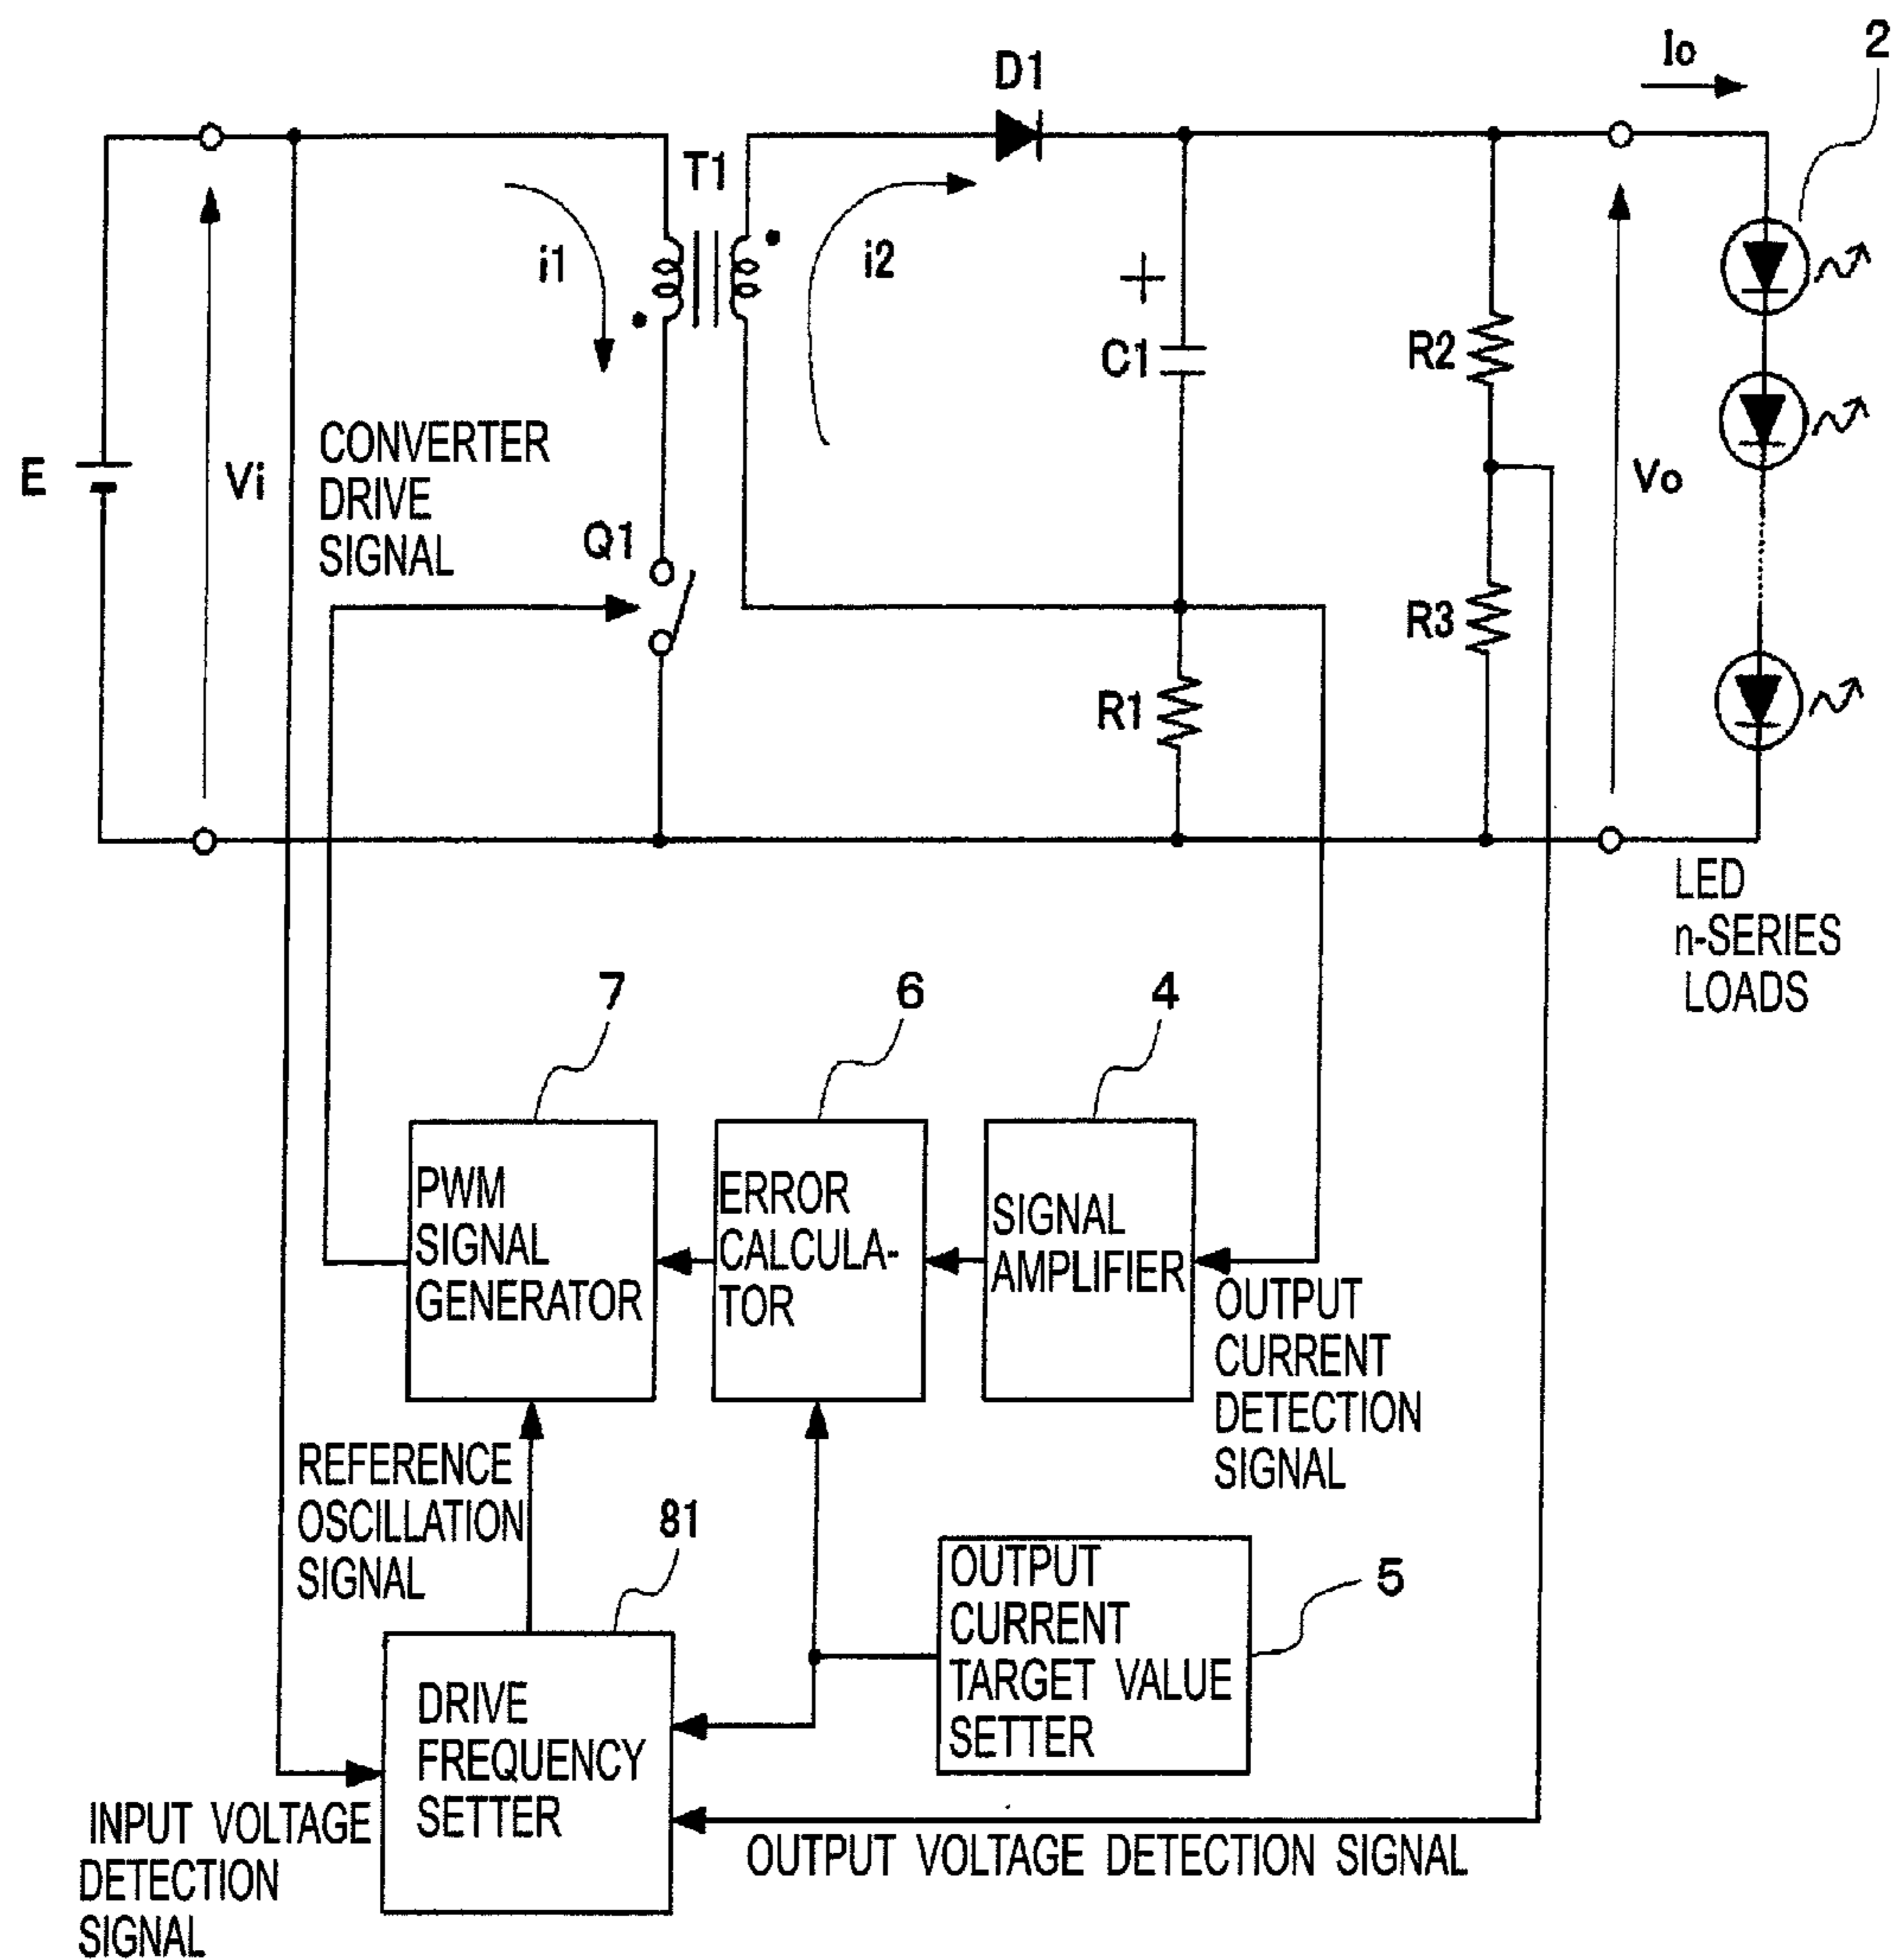 2
Io
D1
T1
i1
i2
C1
R2
CONVERTER
DRIVE
SIGNAL
E
Vi
Vo
Q1
R3
R1
LED
n-SERIES
LOADS
7
6
4
PWM
SIGNAL
GENERATOR
ERROR
CALCULA-
TOR
SIGNAL
AMPLIFIER
OUTPUT
CURRENT
DETECTION
SIGNAL
REFERENCE
OSCILLATION
SIGNAL
81
OUTPUT
CURRENT
TARGET VALUE
SETTER
5
DRIVE
FREQUENCY
SETTER
INPUT VOLTAGE
DETECTION
SIGNAL
OUTPUT VOLTAGE DETECTION SIGNAL